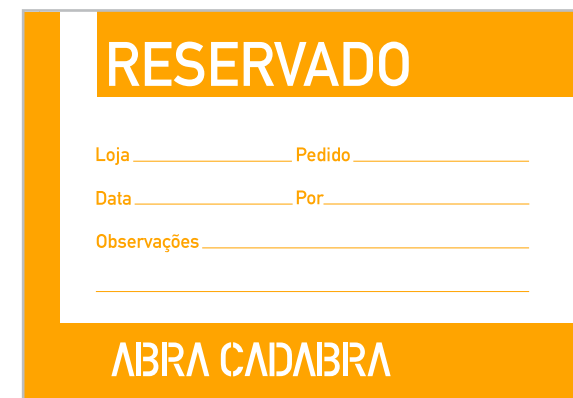 RESERVADO
Loja Pedido
Data Por
Observações
ABRA CADABRA